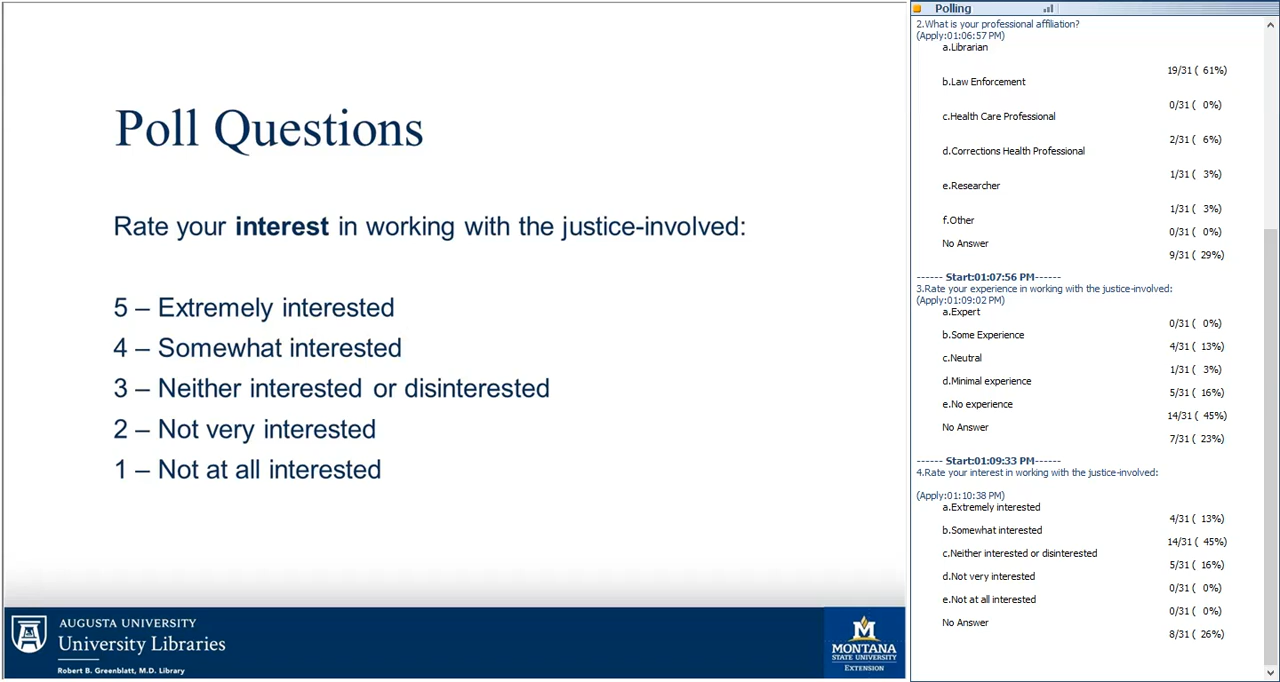 Poll Questions
Rate your interest in working with the justice-involved:
5 – Extremely interested
4 – Somewhat interested
3 – Neither interested or disinterested
2 – Not very interested
1 – Not at all interested
AUGUSTA UNIVERSITY
University Libraries
Robert B. Greenblatt, M.D. Library
M
MONTANA
STATE UNIVERSITY
EXTENSION
Polling
2.What is your professional affiliation?
(Apply:01:06:57 PM)
a.Librarian
19/31 ( 61%)
b.Law Enforcement
0/31 ( 0%)
c.Health Care Professional
2/31 ( 6%)
d.Corrections Health Professional
1/31 ( 3%)
e.Researcher
1/31 ( 3%)
f.Other
0/31 ( 0%)
No Answer
9/31 ( 29%)
------ Start:01:07:56 PM------
3.Rate your experience in working with the justice-involved:
(Apply:01:09:02 PM)
a.Expert
0/31 ( 0%)
b.Some Experience
4/31 ( 13%)
c.Neutral
1/31 ( 3%)
d.Minimal experience
5/31 ( 16%)
e.No experience
14/31 ( 45%)
No Answer
7/31 ( 23%)
------ Start:01:09:33 PM------
4.Rate your interest in working with the justice-involved:
(Apply:01:10:38 PM)
a.Extremely interested
4/31 ( 13%)
b.Somewhat interested
14/31 ( 45%)
c.Neither interested or disinterested
5/31 ( 16%)
d.Not very interested
0/31 ( 0%)
e.Not at all interested
0/31 ( 0%)
No Answer
8/31 ( 26%)